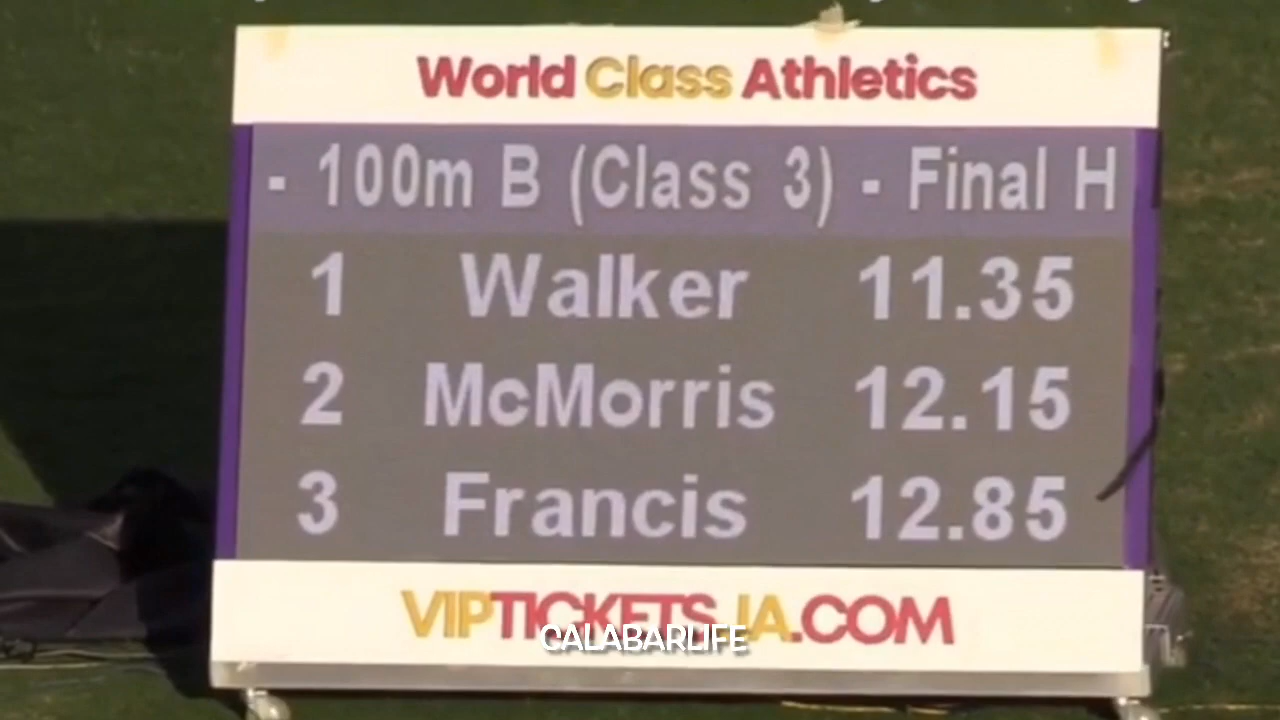 World Class Athletics
- 100m B (Class 3) - Final H
1 Walker 11.35
2 McMorris 12.15
3 Francis 12.85
VIPTICKETSJA.COM
CALABARLIFE